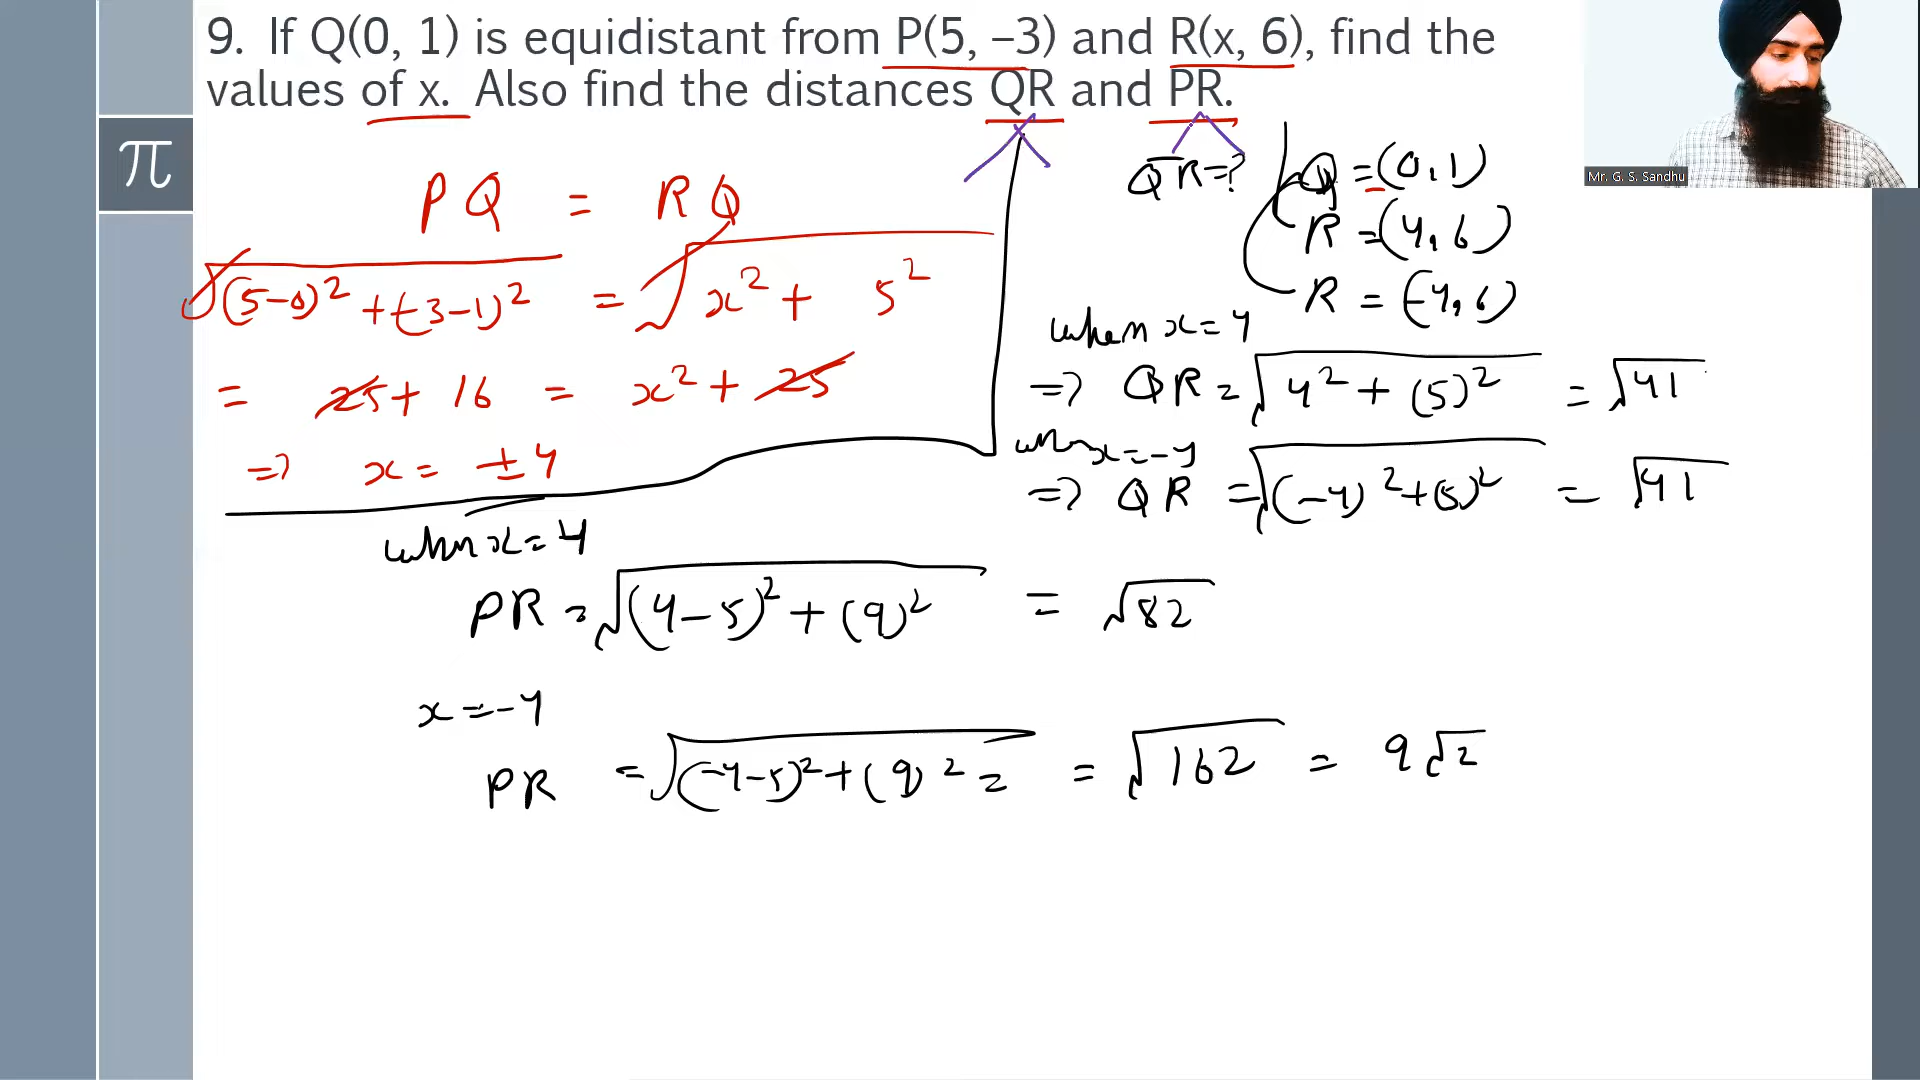 9. If Q(0, 1) is equidistant from P(5, –3) and R(x, 6), find the
values of x. Also find the distances QR and PR.
π
Mr. G. S. Sandhu
PQ = RQ
√((5-0)² + (-3-1)²) = √(x² + 5²)
= 25 + 16 = x² + 25
=> x = ±4
QR=?
Q = (0,1)
R = (4,6)
R = (-4,6)
when x=4
=> QR = √(4² + (5)²) = √41
when x=-4
=> QR = √((-4)² + (5)²) = √41
when x=4
PR = √((4-5)² + (9)²) = √82
x=-4
PR = √((-4-5)² + (9)²) = = √162 = 9√2